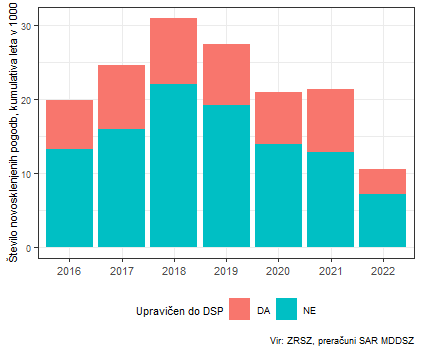 Število novosklenjenih pogodb, kumulativa leta v 1000
30
20
10
0
2016 2017 2018 2019 2020 2021 2022
Upravičen do DSP DA NE
Vir: ZRSZ, preračuni SAR MDDSZ